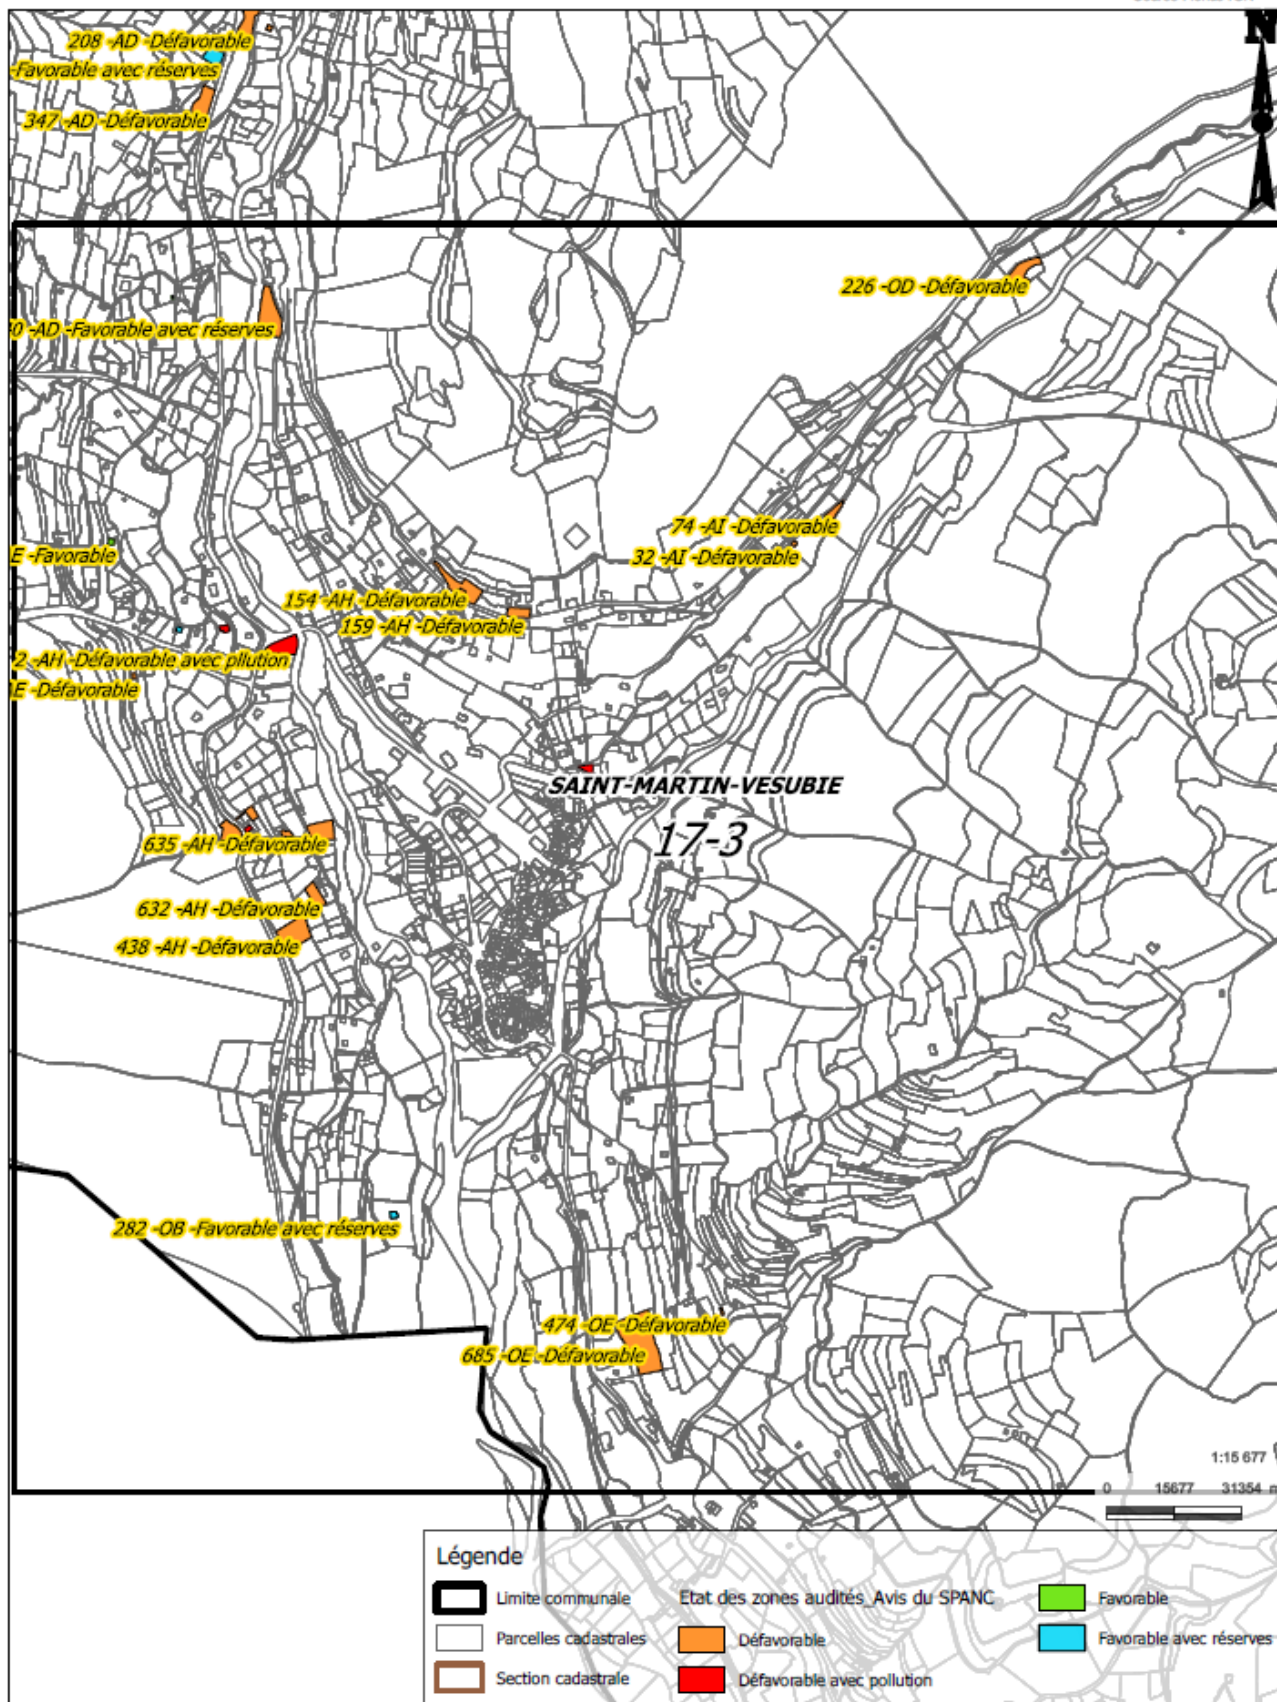 N
208 -AD -Défavorable
-Favorable avec réserves
347 -AD -Défavorable
226 -OD -Défavorable
0 -AD -Favorable avec réserves
74 -AI -Défavorable
E -Favorable
32 -AI -Défavorable
154 -AH -Défavorable
159 -AH -Défavorable
2 -AH -Défavorable avec pllution
E -Défavorable
SAINT-MARTIN-VESUBIE
17-3
635 -AH -Défavorable
632 -AH -Défavorable
438 -AH -Défavorable
282 -OB -Favorable avec réserves
474 -OE -Défavorable
685 -OE -Défavorable
1:15 677
0 15677 31354 m
Légende
Limite communale
Parcelles cadastrales
Section cadastrale
Etat des zones audités_Avis du SPANC
Défavorable
Défavorable avec pollution
Favorable
Favorable avec réserves